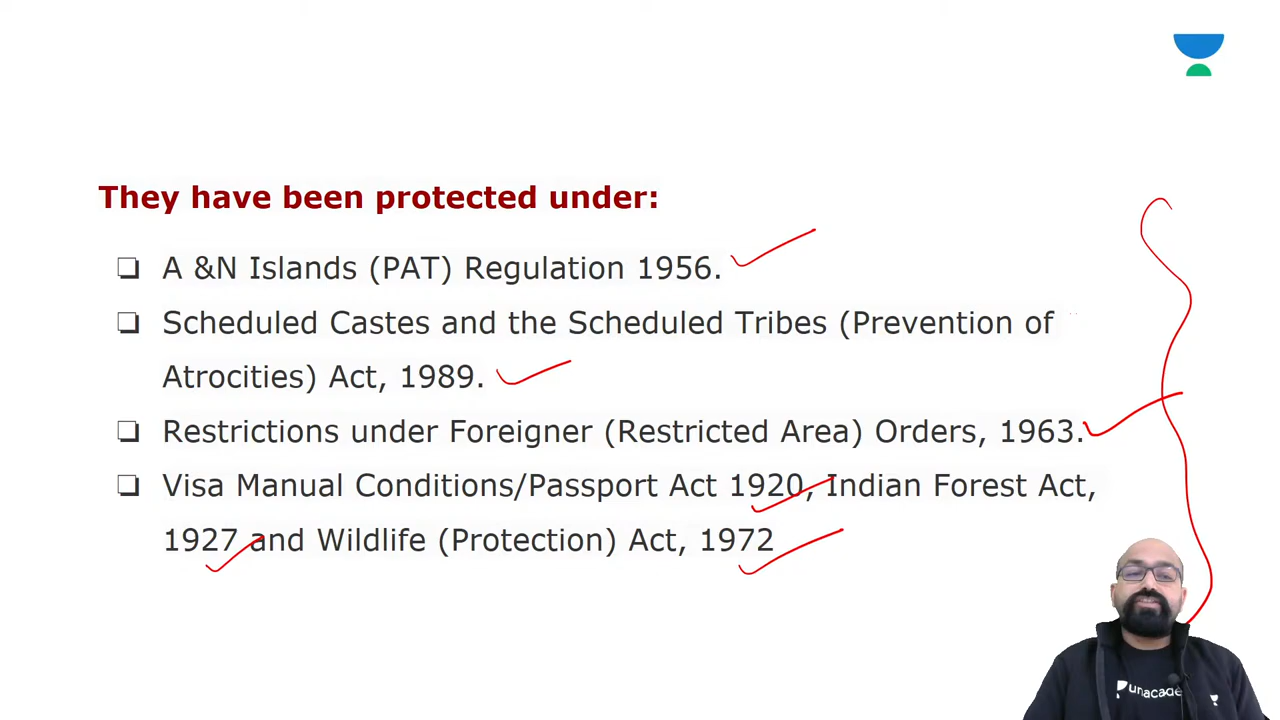 They have been protected under:
❏ A &N Islands (PAT) Regulation 1956.
❏ Scheduled Castes and the Scheduled Tribes (Prevention of
Atrocities) Act, 1989.
❏ Restrictions under Foreigner (Restricted Area) Orders, 1963.
❏ Visa Manual Conditions/Passport Act 1920, Indian Forest Act,
1927 and Wildlife (Protection) Act, 1972
unacade